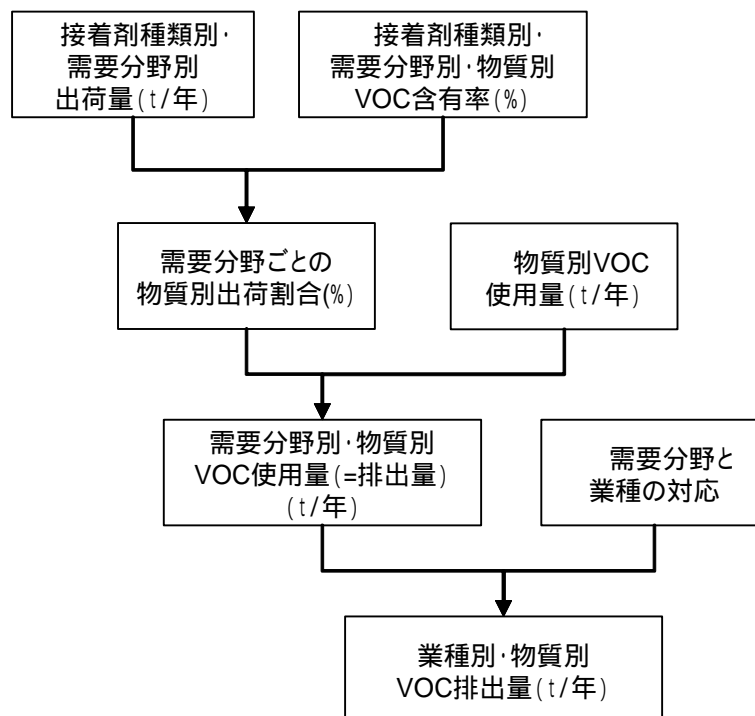 接着剤種類別·
需要分野別
出荷量(t/年)
接着剤種類別·
需要分野別·物質別
VOC含有率(%)
需要分野ごとの
物質別出荷割合(%)
物質別VOC
使用量(t/年)
需要分野別·物質別
VOC使用量(=排出量)
(t/年)
需要分野と
業種の対応
業種別·物質別
VOC排出量(t/年)